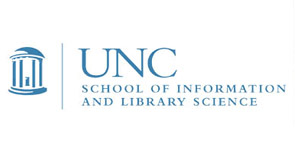 UNC
SCHOOL OF INFORMATION
AND LIBRARY SCIENCE